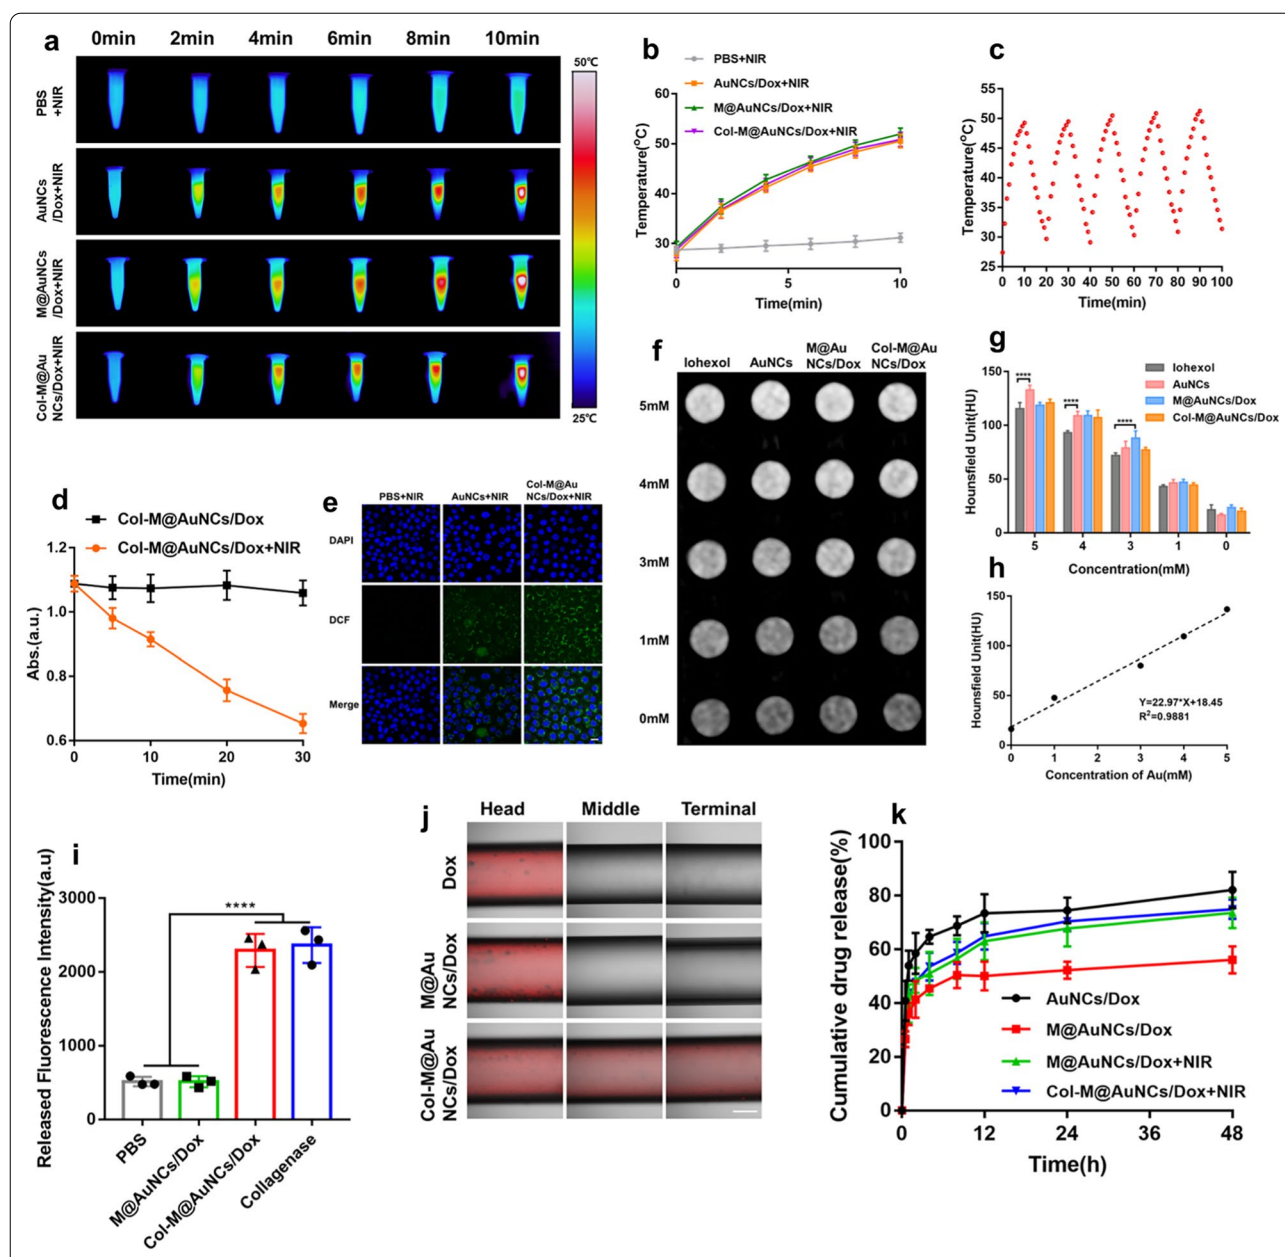 a
0min 2min 4min 6min 8min 10min
PBS
+NIR
AuNCs
/Dox+NIR
M@AuNCs
/Dox+NIR
Col-M@Au
NCs/Dox+NIR
50℃
25℃
b
PBS+NIR
AuNCs/Dox+NIR
M@AuNCs/Dox+NIR
Col-M@AuNCs/Dox+NIR
Temperature(°C)
60
50
40
30
0 5 10
Time(min)
c
Temperature(°C)
55
50
45
40
35
30
25
0 10 20 30 40 50 60 70 80 90 100
Time(min)
d
Col-M@AuNCs/Dox
Col-M@AuNCs/Dox+NIR
Abs.(a.u.)
1.2
1.0
0.8
0.6
0 10 20 30
Time(min)
e
PBS+NIR AuNCs+NIR Col-M@Au
NCs/Dox+NIR
DAPI
DCF
Merge
f
Iohexol AuNCs M@Au
NCs/Dox Col-M@Au
NCs/Dox
5mM
4mM
3mM
1mM
0mM
g
Iohexol
AuNCs
M@AuNCs/Dox
Col-M@AuNCs/Dox
****
****
****
Hounsfield Unit(HU)
150
100
50
0
5 4 3 1 0
Concentration(mM)
h
Hounsfield Unit(HU)
150
100
50
0
Y=22.97*X+18.45
R²=0.9881
0 1 2 3 4 5
Concentration of Au(mM)
i
Released Fluorescence Intensity(a.u)
3000
2000
1000
0
****
PBS
M@AuNCs/Dox
Col-M@AuNCs/Dox
Collagenase
j
Head Middle Terminal
Dox
M@Au
NCs/Dox
Col-M@Au
NCs/Dox
k
Cumulative drug release(%)
100
80
60
40
20
0
AuNCs/Dox
M@AuNCs/Dox
M@AuNCs/Dox+NIR
Col-M@AuNCs/Dox+NIR
0 12 24 36 48
Time(h)